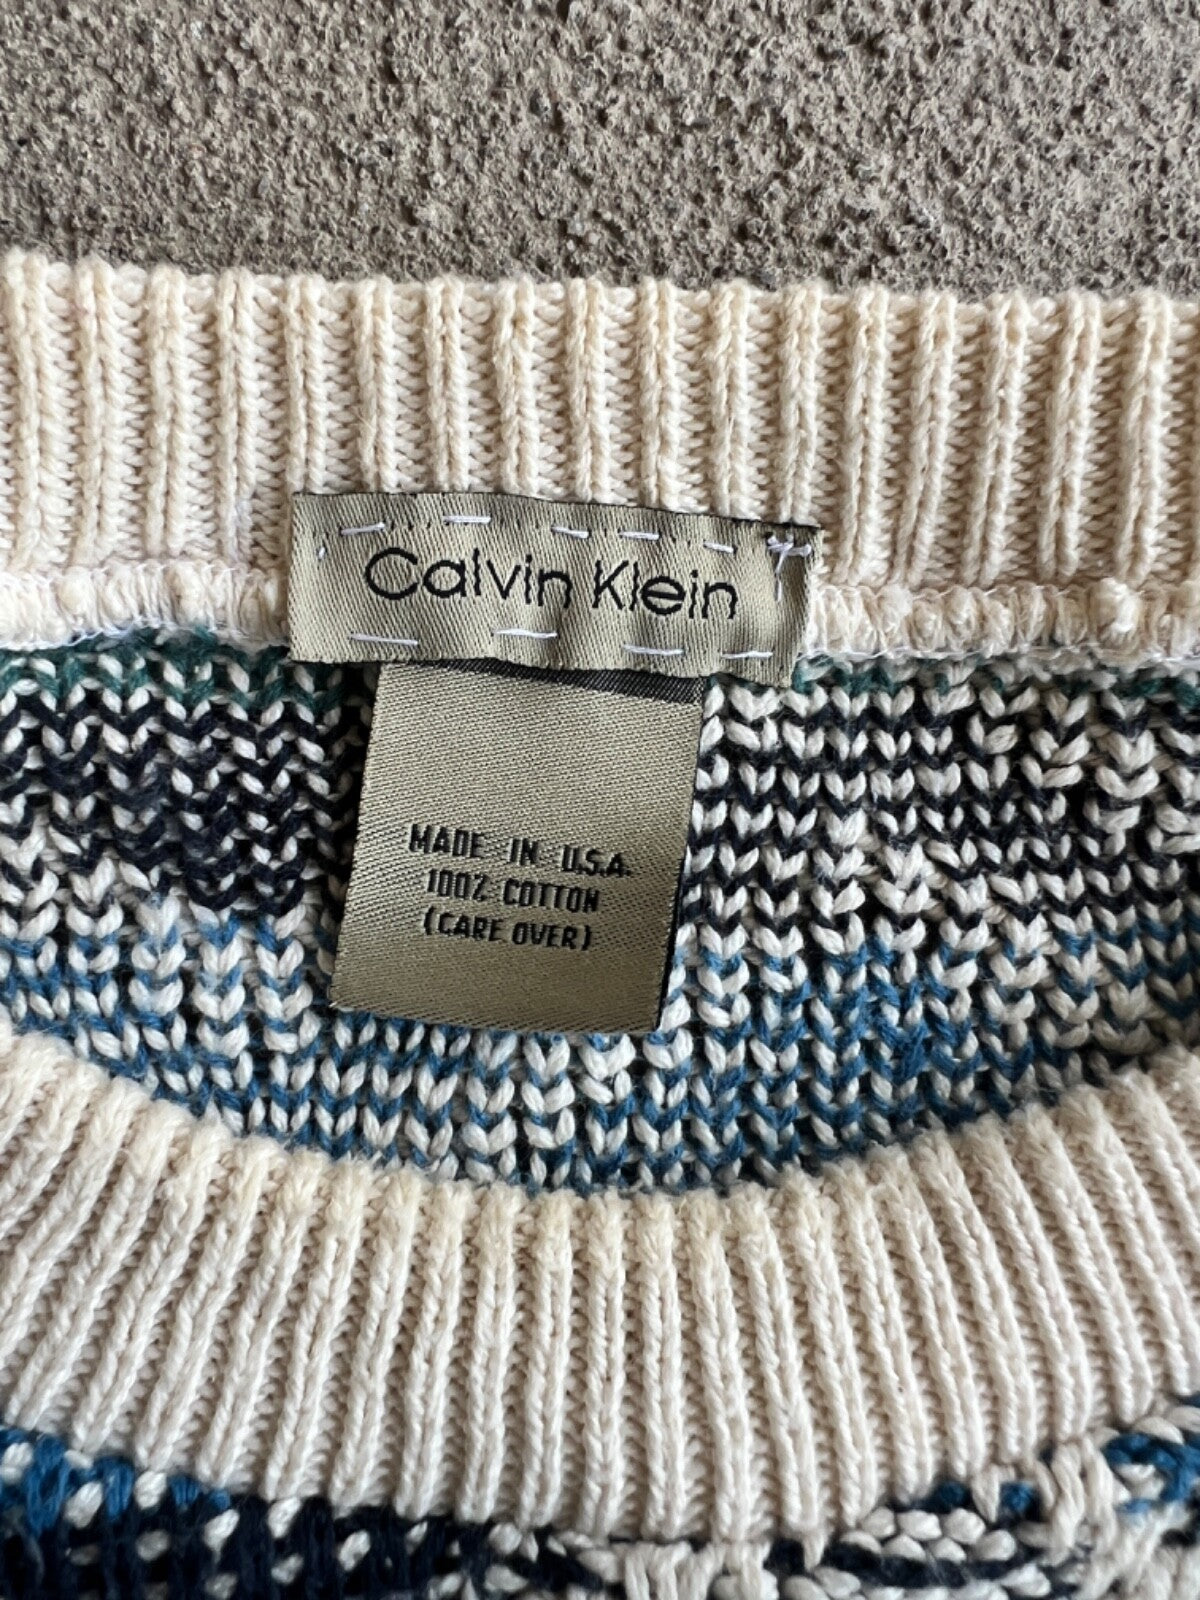 Calvin Klein
MADE IN U.S.A.
100% COTTON
(CARE OVER)